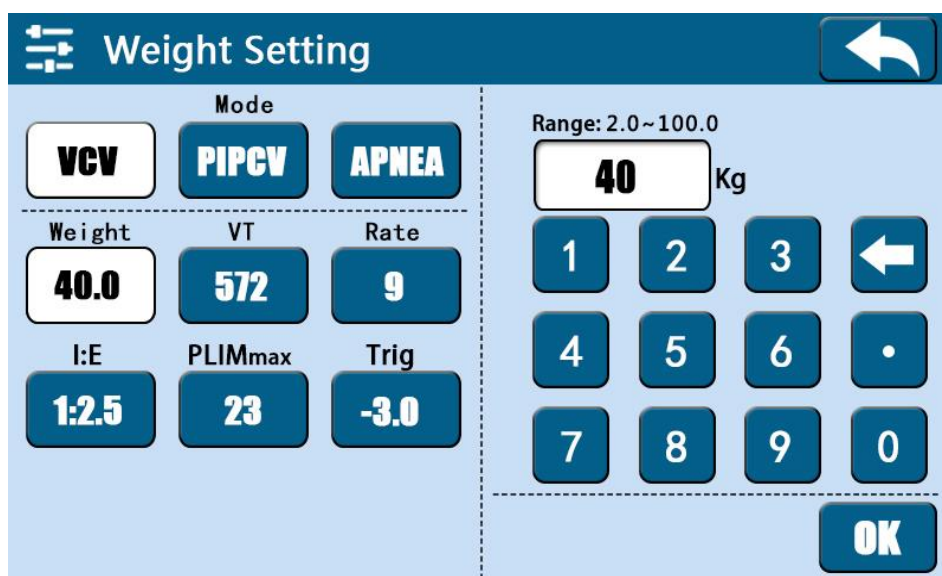 Weight Setting
Mode
VCV PIPCV APNEA
Weight VT Rate
40.0 572 9
I:E PLIMmax Trig
1:2.5 23 -3.0
Range: 2.0~100.0
40 Kg
1 2 3
4 5 6 .
7 8 9 0
OK